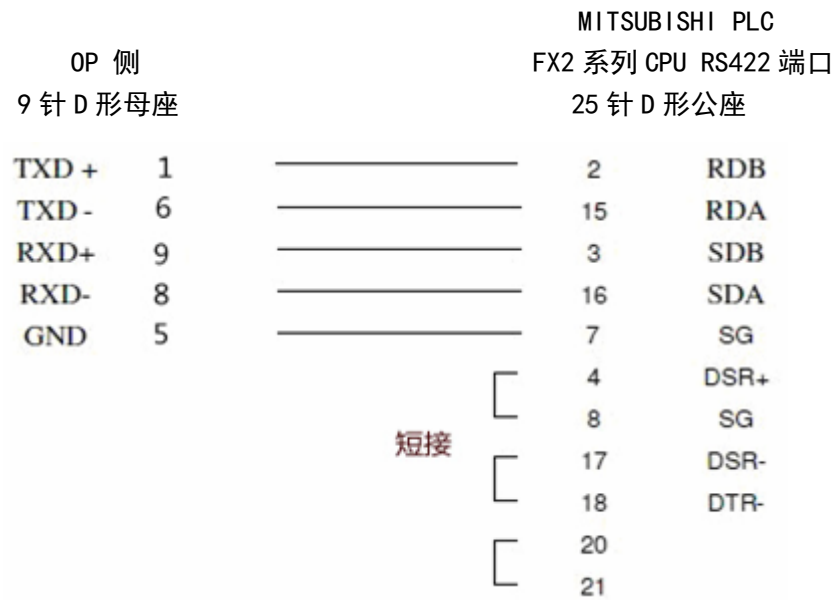 MITSUBISHI PLC
OP 侧 FX2 系列 CPU RS422 端口
9 针 D 形母座 25 针 D 形公座
TXD + 1 2 RDB
TXD - 6 15 RDA
RXD+ 9 3 SDB
RXD- 8 16 SDA
GND 5 7 SG
4 DSR+
8 SG
短接
17 DSR-
18 DTR-
20
21